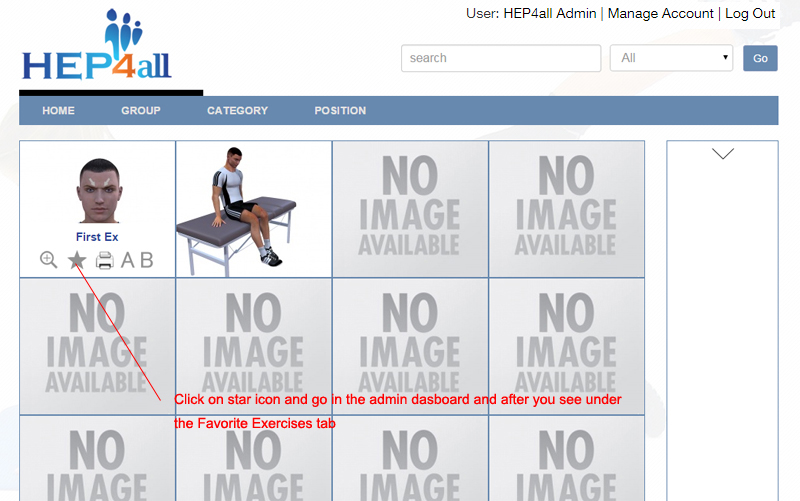 User: HEP4all Admin | Manage Account | Log Out
HEP4all
search
All
Go
HOME GROUP CATEGORY POSITION
First Ex
A B
NO IMAGE AVAILABLE
NO IMAGE AVAILABLE
NO IMAGE AVAILABLE
NO IMAGE AVAILABLE
NO IMAGE AVAILABLE
NO IMAGE AVAILABLE
Click on star icon and go in the admin dasboard and after you see under
the Favorite Exercises tab
NO IMAGE
NO IMAGE
NO IMAGE
NO IMAGE